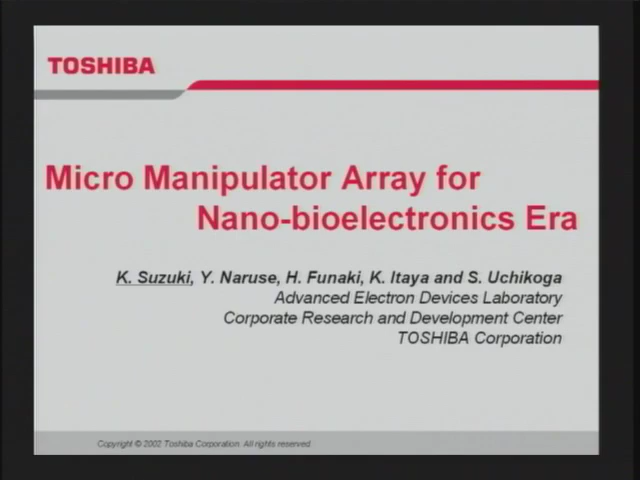 TOSHIBA
Micro Manipulator Array for
Nano-bioelectronics Era
K. Suzuki, Y. Naruse, H. Funaki, K. Itaya and S. Uchikoga
Advanced Electron Devices Laboratory
Corporate Research and Development Center
TOSHIBA Corporation
Copyright © 2002 Toshiba Corporation. All rights reserved.